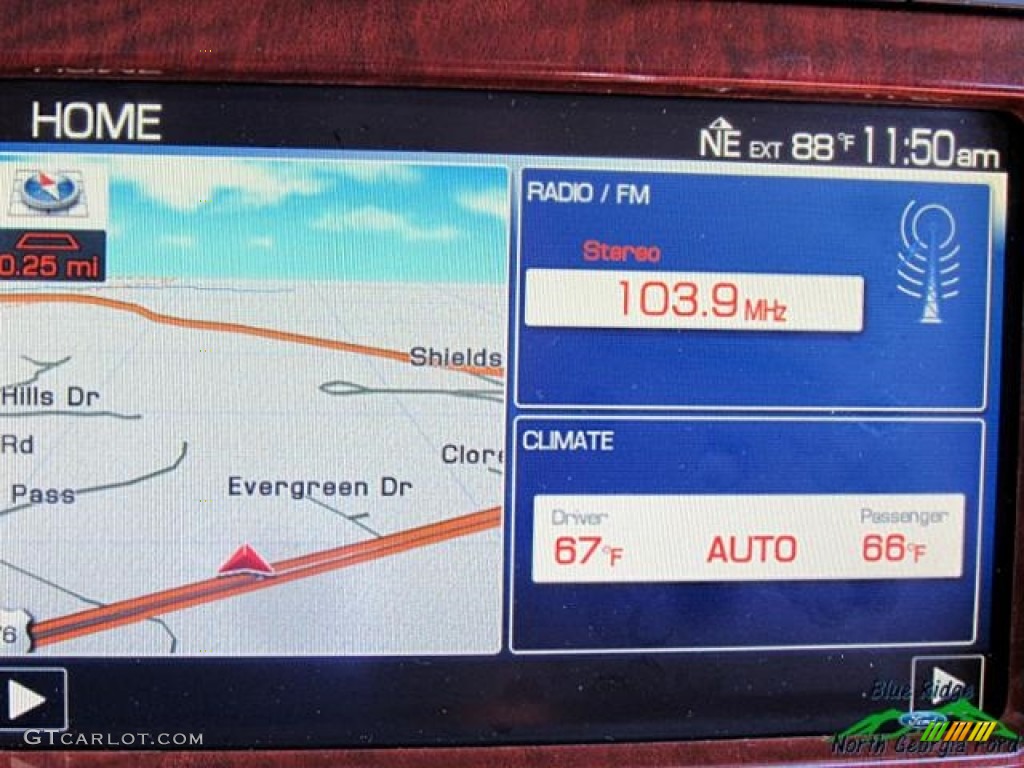 HOME
NE EXT 88°F 11:50am
0.25 mi
RADIO / FM
Stereo
103.9 MHz
Shields
Hills Dr
Rd
Pass
Evergreen Dr
CLIMATE
Driver
Passenger
67°F
AUTO
66°F
GTCARLOT.COM
Blue Ridge
Ford
North Georgia Ford